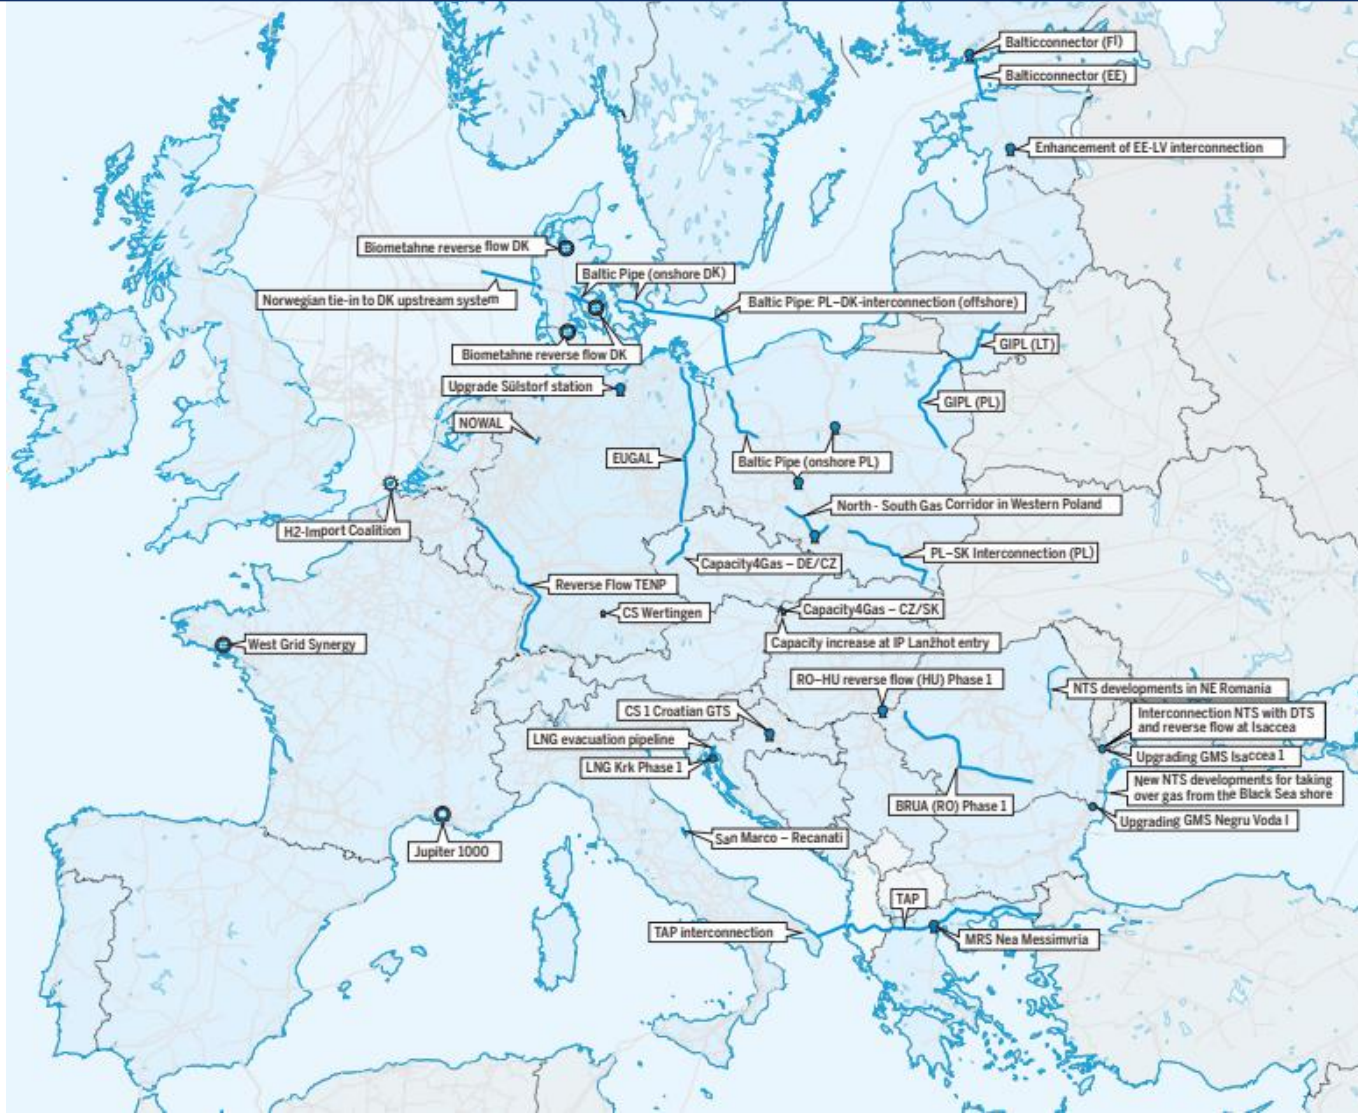 Balticconnector (FI)
Balticconnector (EE)
Enhancement of EE-LV interconnection
Biometahne reverse flow DK
Baltic Pipe (onshore DK)
Norwegian tie-in to DK upstream system
Baltic Pipe: PL–DK-interconnection (offshore)
GIPL (LT)
Biometahne reverse flow DK
Upgrade Sülstorf station
GIPL (PL)
NOWAL
EUGAL
Baltic Pipe (onshore PL)
North - South Gas Corridor in Western Poland
H2-Import Coalition
PL–SK Interconnection (PL)
Capacity4Gas – DE/CZ
Reverse Flow TENP
CS Wertingen
Capacity4Gas – CZ/SK
West Grid Synergy
Capacity increase at IP Lanžhot entry
RO–HU reverse flow (HU) Phase 1
NTS developments in NE Romania
CS 1 Croatian GTS
Interconnection NTS with DTS
and reverse flow at Isaccea
LNG evacuation pipeline
Upgrading GMS Isaccea 1
LNG Krk Phase 1
New NTS developments for taking
over gas from the Black Sea shore
BRUA (RO) Phase 1
Upgrading GMS Negru Voda I
San Marco – Recanati
Jupiter 1000
TAP
TAP interconnection
MRS Nea Messimvria